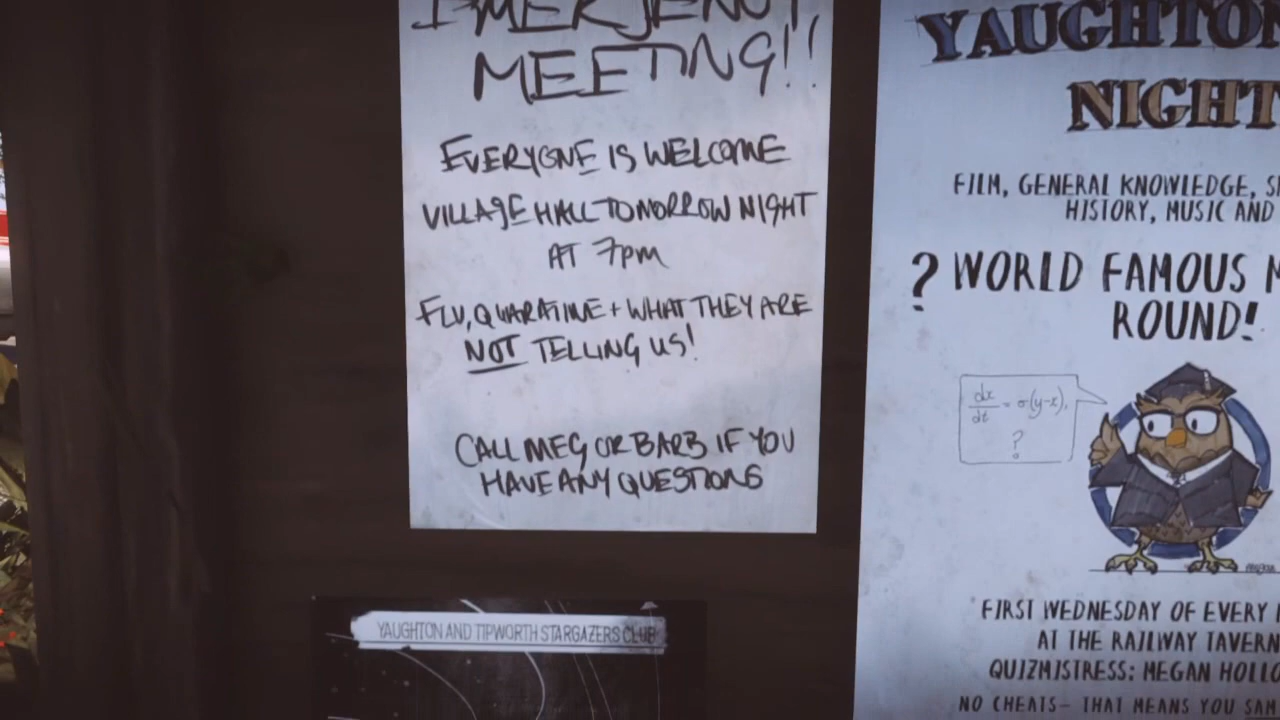 EMERJENCY
MEETING!!
EVERYONE IS WELCOME
VILLAGE HALL TOMORROW NIGHT
AT 7pm
FLU, QUARATINE + WHAT THEY ARE
NOT TELLING US!
CALL MEG OR BARB IF YOU
HAVE ANY QUESTIONS
YAUGHTON AND TIPWORTH STARGAZERS CLUB
YAUGHTON
NIGHT
FILM, GENERAL KNOWLEDGE,
HISTORY, MUSIC AND
? WORLD FAMOUS
ROUND!
dx/dt = σ(y-x),
?
FIRST WEDNESDAY OF EVERY
AT THE RAILWAY TAVERN
QUIZMISTRESS: MEGAN
NO CHEATS- THAT MEANS YOU